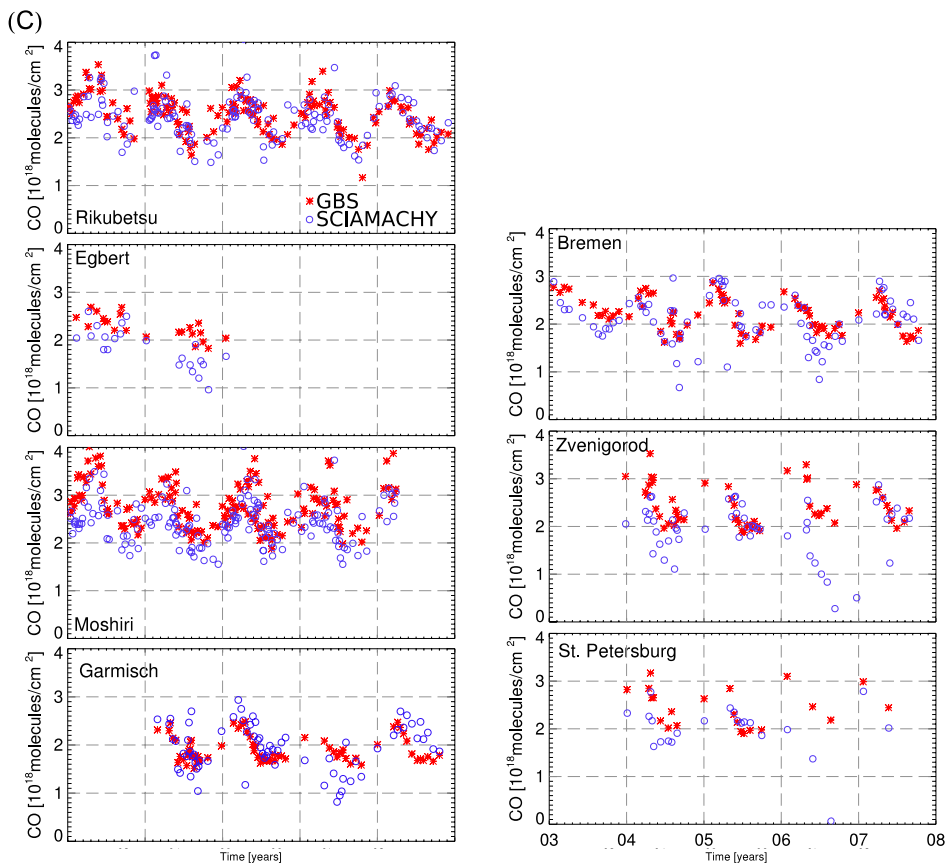 (C)
CO [10^18 molecules/cm^2]
4
3
2
1
0
Rikubetsu
GBS
SCIAMACHY
CO [10^18 molecules/cm^2]
4
3
2
1
0
Egbert
CO [10^18 molecules/cm^2]
4
3
2
1
0
Moshiri
CO [10^18 molecules/cm^2]
4
3
2
1
0
Garmisch
Time [years]
CO [10^18 molecules/cm^2]
4
3
2
1
0
Bremen
CO [10^18 molecules/cm^2]
4
3
2
1
0
Zvenigorod
CO [10^18 molecules/cm^2]
4
3
2
1
0
St. Petersburg
03 04 05 06 07 08
Time [years]